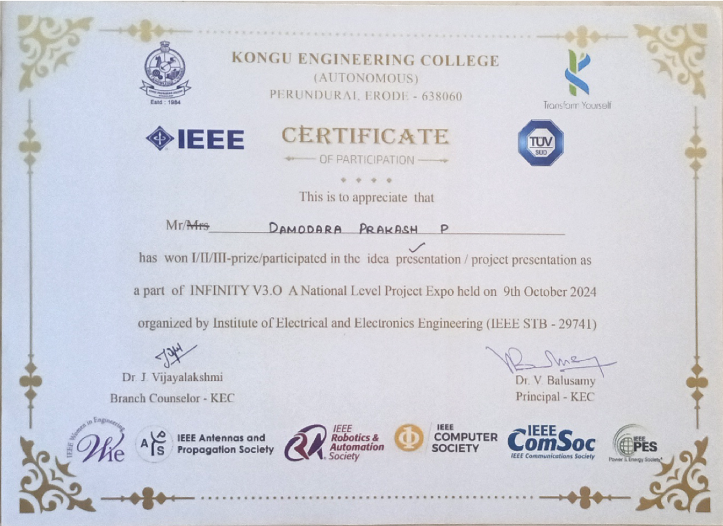 KONGU ENGINEERING COLLEGE
(AUTONOMOUS)
PERUNDURAI, ERODE - 638060
Estd : 1984
Transform Yourself
IEEE
CERTIFICATE
OF PARTICIPATION
TÜV
SÜD
This is to appreciate that
Mr/Mrs DAMODARA PRAKASH P
has won I/II/III-prize/participated in the idea presentation / project presentation as
a part of INFINITY V3.O A National Level Project Expo held on 9th October 2024
organized by Institute of Electrical and Electronics Engineering (IEEE STB - 29741)
Dr. J. Vijayalakshmi
Branch Counselor - KEC
Dr. V. Balusamy
Principal - KEC
IEEE Women in Engineering
Wie
APS
IEEE Antennas and
Propagation Society
RA
IEEE
Robotics &
Automation
Society
IEEE
COMPUTER
SOCIETY
IEEE
ComSoc
IEEE Communications Society
IEEE
PES
Power & Energy Society